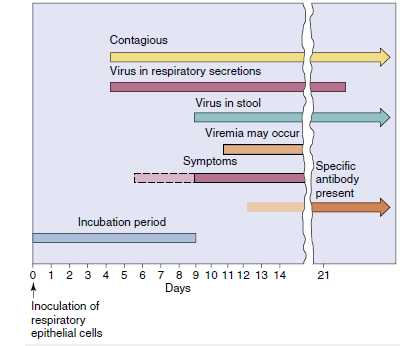 Contagious
Virus in respiratory secretions
Virus in stool
Viremia may occur
Symptoms
Specific
antibody
present
Incubation period
0 1 2 3 4 5 6 7 8 9 10 11 12 13 14 21
Days
Inoculation of
respiratory
epithelial cells